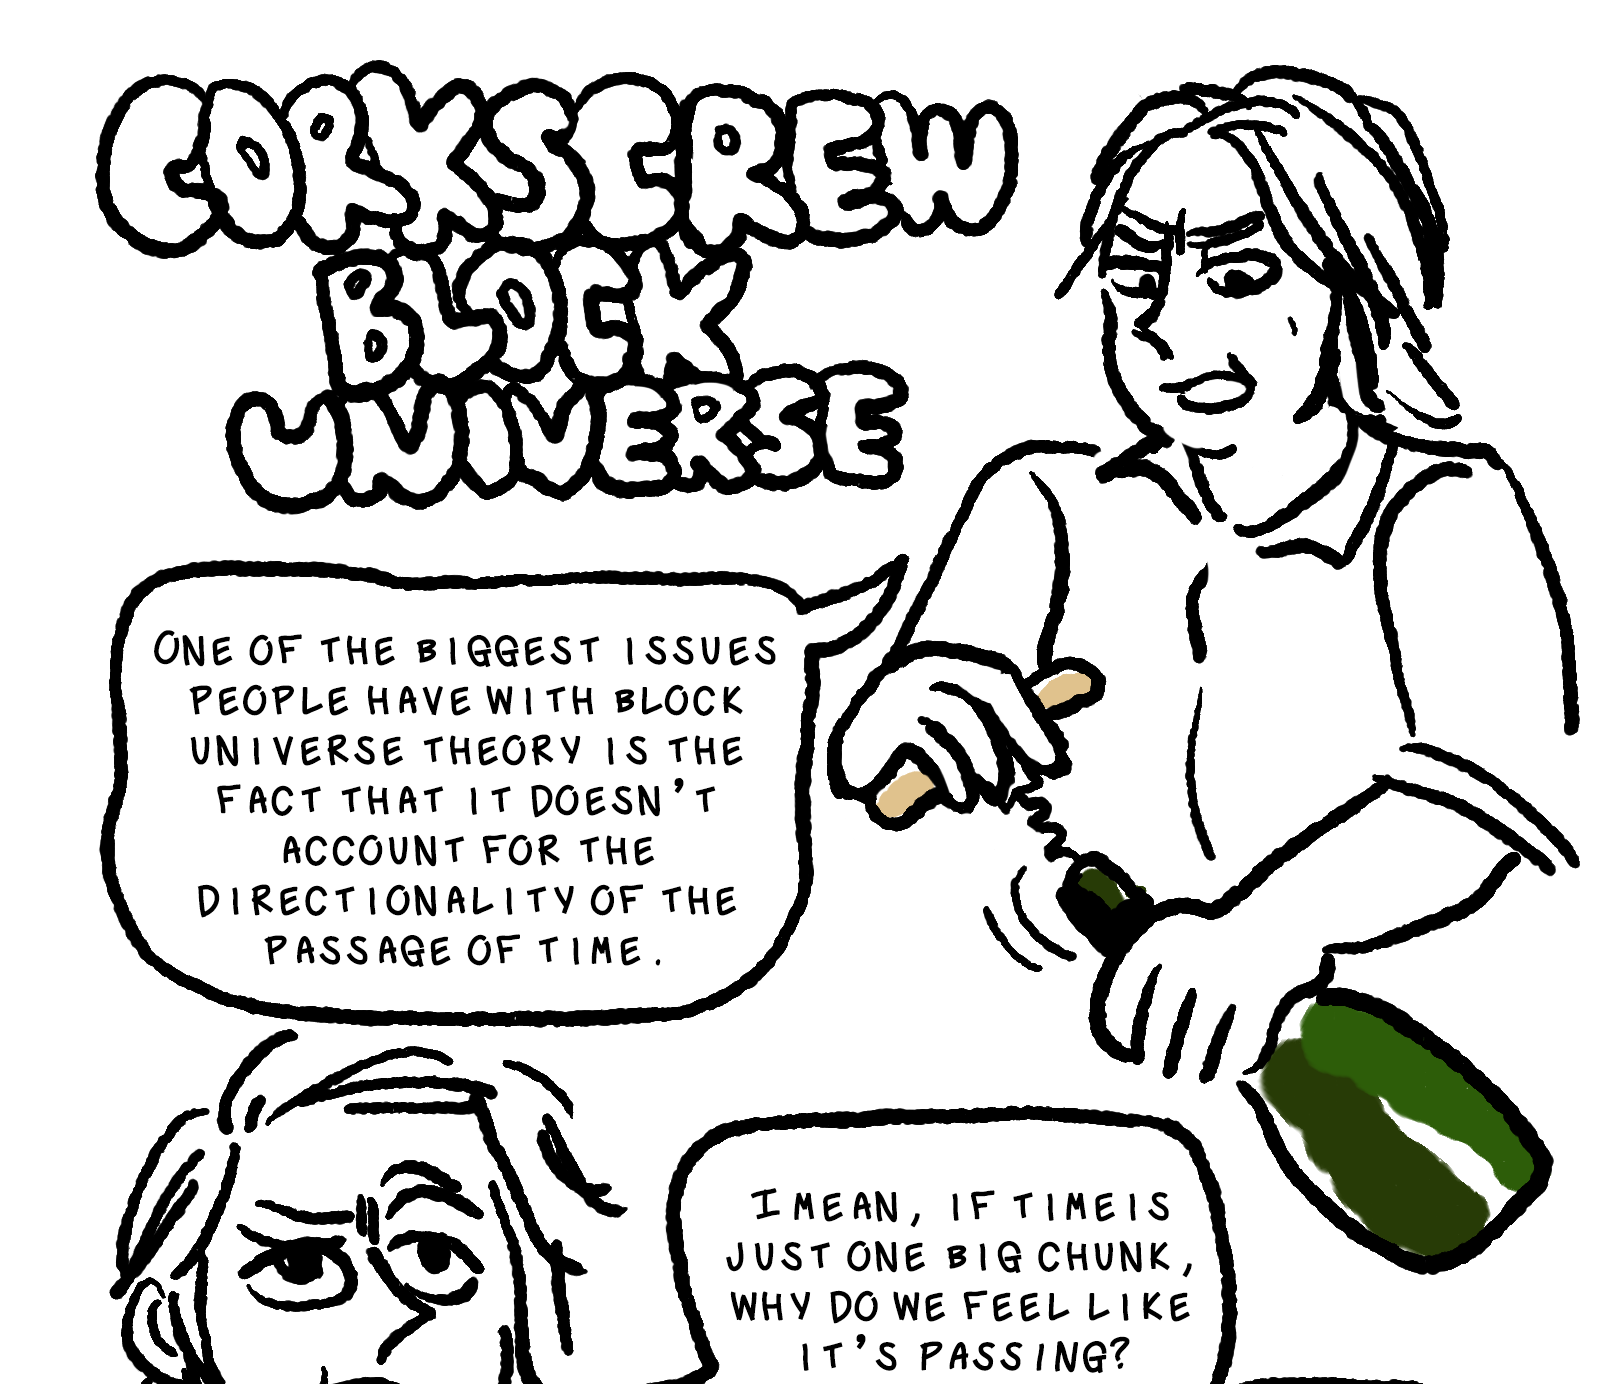 CORKSCREW
BLOCK
UNIVERSE
ONE OF THE BIGGEST ISSUES
PEOPLE HAVE WITH BLOCK
UNIVERSE THEORY IS THE
FACT THAT IT DOESN'T
ACCOUNT FOR THE
DIRECTIONALITY OF THE
PASSAGE OF TIME.
I MEAN, IF TIME IS
JUST ONE BIG CHUNK,
WHY DO WE FEEL LIKE
IT'S PASSING?